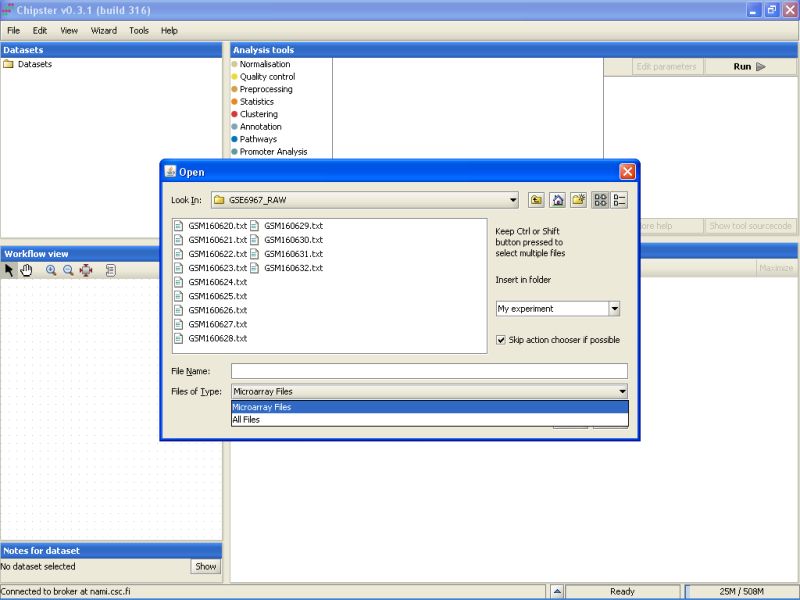 Chipster v0.3.1 (build 316)
File Edit View Wizard Tools Help
Datasets
Datasets
Analysis tools
Normalisation
Quality control
Preprocessing
Statistics
Clustering
Annotation
Pathways
Promoter Analysis
Edit parameters
Run
Open
Look In:
GSE6967_RAW
GSM160620.txt GSM160629.txt
GSM160621.txt GSM160630.txt
GSM160622.txt GSM160631.txt
GSM160623.txt GSM160632.txt
GSM160624.txt
GSM160625.txt
GSM160626.txt
GSM160627.txt
GSM160628.txt
Keep Ctrl or Shift
button pressed to
select multiple files
Insert in folder
My experiment
Skip action chooser if possible
File Name:
Files of Type: Microarray Files
Microarray Files
All Files
help
Show tool sourcecode
Workflow view
Maximize
Notes for dataset
No dataset selected
Show
Connected to broker at nami.csc.fi
Ready
25M / 508M